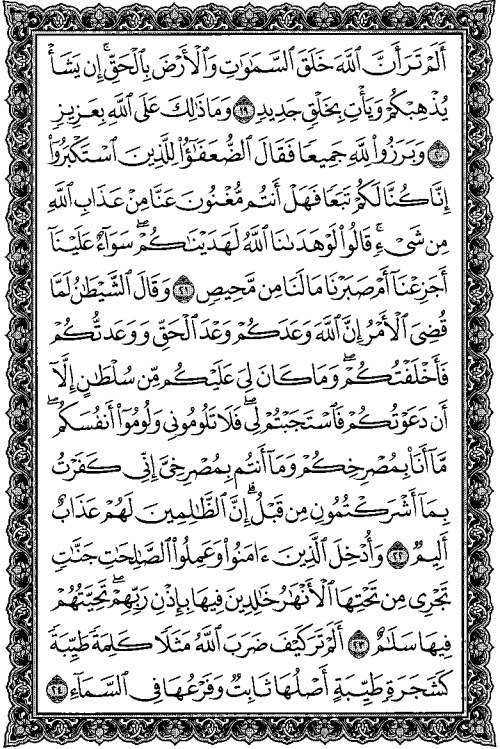 أَلَمْ تَرَ أَنَّ ٱللَّهَ خَلَقَ ٱلسَّمَٰوَٰتِ وَٱلْأَرْضَ بِٱلْحَقِّۚ إِن يَشَأْ
يُذْهِبْكُمْ وَيَأْتِ بِخَلْقٍ جَدِيدٍ ١٩ وَمَا ذَٰلِكَ عَلَى ٱللَّهِ بِعَزِيزٍ
٢٠ وَبَرَزُوا۟ لِلَّهِ جَمِيعًا فَقَالَ ٱلضُّعَفَٰٓؤُا۟ لِلَّذِينَ ٱسْتَكْبَرُوٓا۟
إِنَّا كُنَّا لَكُمْ تَبَعًا فَهَلْ أَنتُم مُّغْنُونَ عَنَّا مِنْ عَذَابِ ٱللَّهِ
مِن شَىْءٍۚ قَالُوا۟ لَوْ هَدَىٰنَا ٱللَّهُ لَهَدَيْنَٰكُمْۖ سَوَآءٌ عَلَيْنَآ
أَجَزِعْنَآ أَمْ صَبَرْنَا مَا لَنَا مِن مَّحِيصٍ ٢١ وَقَالَ ٱلشَّيْطَٰنُ لَمَّا
قُضِىَ ٱلْأَمْرُ إِنَّ ٱللَّهَ وَعَدَكُمْ وَعْدَ ٱلْحَقِّ وَوَعَدتُّكُمْ
فَأَخْلَفْتُكُمْۖ وَمَا كَانَ لِىَ عَلَيْكُم مِّن سُلْطَٰنٍ إِلَّآ
أَن دَعَوْتُكُمْ فَٱسْتَجَبْتُمْ لِىۖ فَلَا تَلُومُونِى وَلُومُوٓا۟ أَنفُسَكُمۖ
مَّآ أَنَا۠ بِمُصْرِخِكُمْ وَمَآ أَنتُم بِمُصْرِخِىَّۖ إِنِّى كَفَرْتُ
بِمَآ أَشْرَكْتُمُونِ مِن قَبْلُۗ إِنَّ ٱلظَّٰلِمِينَ لَهُمْ عَذَابٌ
أَلِيمٌ ٢٢ وَأُدْخِلَ ٱلَّذِينَ ءَامَنُوا۟ وَعَمِلُوا۟ ٱلصَّٰلِحَٰتِ جَنَّٰتٍ
تَجْرِى مِن تَحْتِهَا ٱلْأَنْهَٰرُ خَٰلِدِينَ فِيهَا بِإِذْنِ رَبِّهِمْۖ تَحِيَّتُهُمْ
فِيهَا سَلَٰمٌ ٢٣ أَلَمْ تَرَ كَيْفَ ضَرَبَ ٱللَّهُ مَثَلًا كَلِمَةً طَيِّبَةً
كَشَجَرَةٍ طَيِّبَةٍ أَصْلُهَا ثَابِتٌ وَفَرْعُهَا فِى ٱلسَّمَآءِ ٢٤